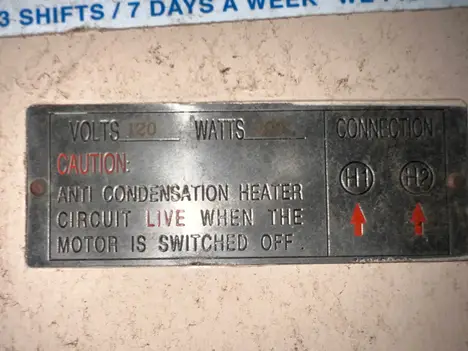 3 SHIFTS / 7 DAYS A WEEK
VOLTS 120 WATTS CONNECTION
CAUTION:
ANTI CONDENSATION HEATER
CIRCUIT LIVE WHEN THE
MOTOR IS SWITCHED OFF.
H1 H2